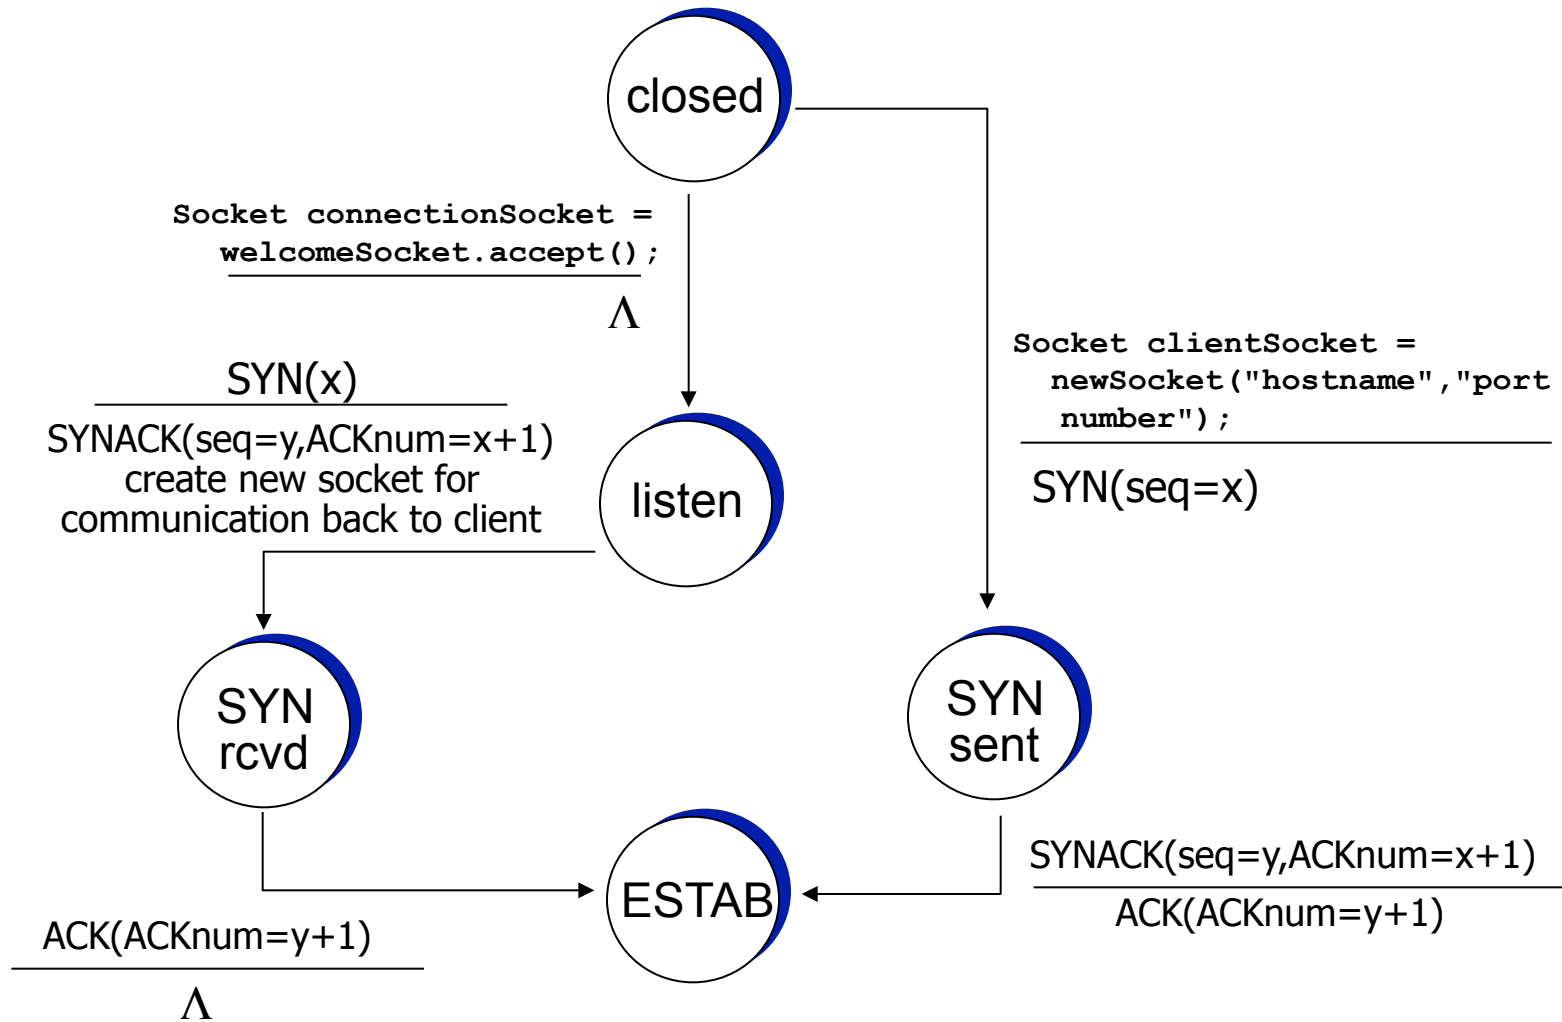 closed
Socket connectionSocket =
welcomeSocket.accept();
Λ
Socket clientSocket =
newSocket("hostname","port
number");
SYN(seq=x)
SYN(x)
SYNACK(seq=y,ACKnum=x+1)
create new socket for
communication back to client
listen
SYN
rcvd
SYN
sent
ESTAB
SYNACK(seq=y,ACKnum=x+1)
ACK(ACKnum=y+1)
ACK(ACKnum=y+1)
Λ